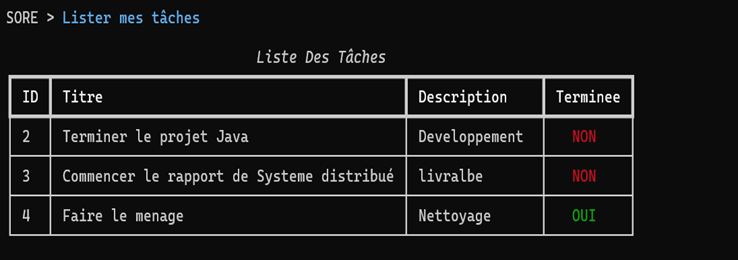 SORE > Lister mes tâches
Liste Des Tâches
ID Titre Description Terminee
2 Terminer le projet Java Developpement NON
3 Commencer le rapport de Systeme distribué livralbe NON
4 Faire le menage Nettoyage OUI